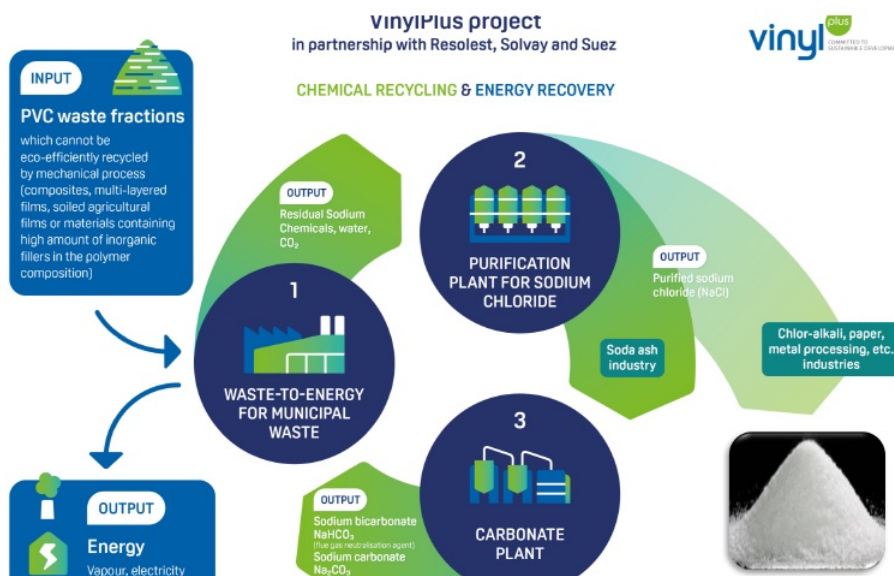 VinylPlus project
in partnership with Resolest, Solvay and Suez
vinyl plus
COMMITTED TO
SUSTAINABLE DEVELOPMENT
CHEMICAL RECYCLING & ENERGY RECOVERY
INPUT
PVC waste fractions
which cannot be
eco-efficiently recycled
by mechanical process
(composites, multi-layered
films, soiled agricultural
films or materials containing
high amount of inorganic
fillers in the polymer
composition)
OUTPUT
Residual Sodium
Chemicals, water,
CO₂
1
WASTE-TO-ENERGY
FOR MUNICIPAL
WASTE
2
PURIFICATION
PLANT FOR SODIUM
CHLORIDE
OUTPUT
Purified sodium
chloride (NaCl)
Soda ash
industry
Chlor-alkali, paper,
metal processing, etc.
industries
3
CARBONATE
PLANT
OUTPUT
Sodium bicarbonate
NaHCO₃
(flue gas neutralisation agent)
Sodium carbonate
Na₂CO₃
OUTPUT
Energy
Vapour, electricity